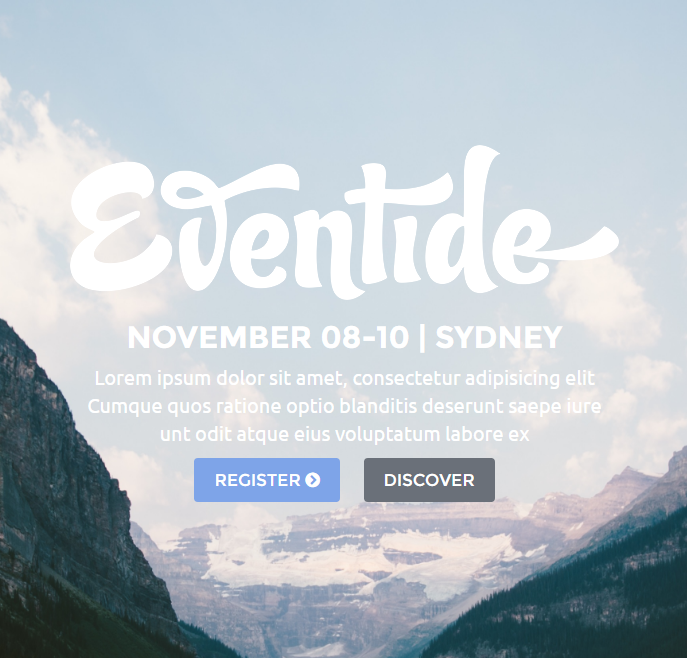 Eventide
NOVEMBER 08-10 | SYDNEY
Lorem ipsum dolor sit amet, consectetur adipisicing elit
Cumque quos ratione optio blanditis deserunt saepe iure
unt odit atque eius voluptatum labore ex
REGISTER
DISCOVER